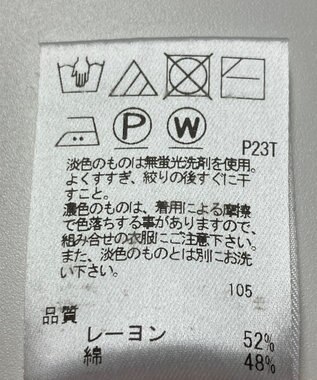 P W
P23T
淡色のものは無蛍光洗剤を使用。
よくすすぎ、絞りの後すぐに干
すこと。
濃色のものは、着用による摩擦
で色落ちする事がありますので、
組み合せの衣服にご注意下さい。
また、淡色のものとは別にお洗
い下さい。
105
品質
レーヨン 52%
綿 48%